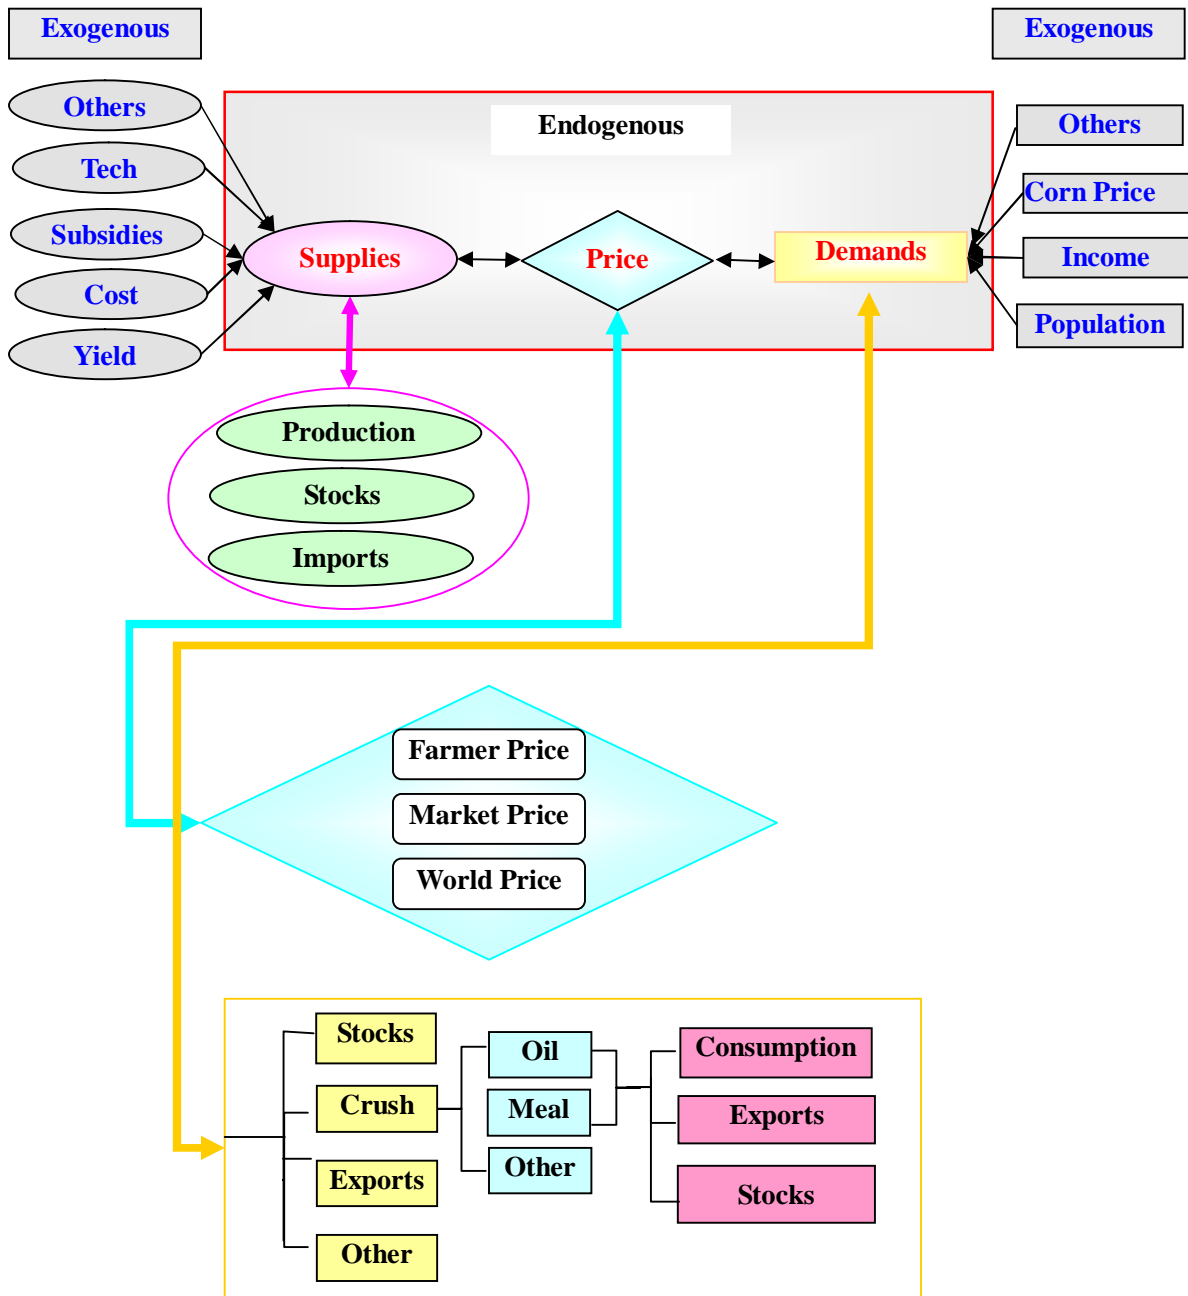 Exogenous
Exogenous
Others
Tech
Subsidies
Cost
Yield
Endogenous
Supplies
Price
Demands
Others
Corn Price
Income
Population
Production
Stocks
Imports
Farmer Price
Market Price
World Price
Stocks
Crush
Exports
Other
Oil
Meal
Other
Consumption
Exports
Stocks